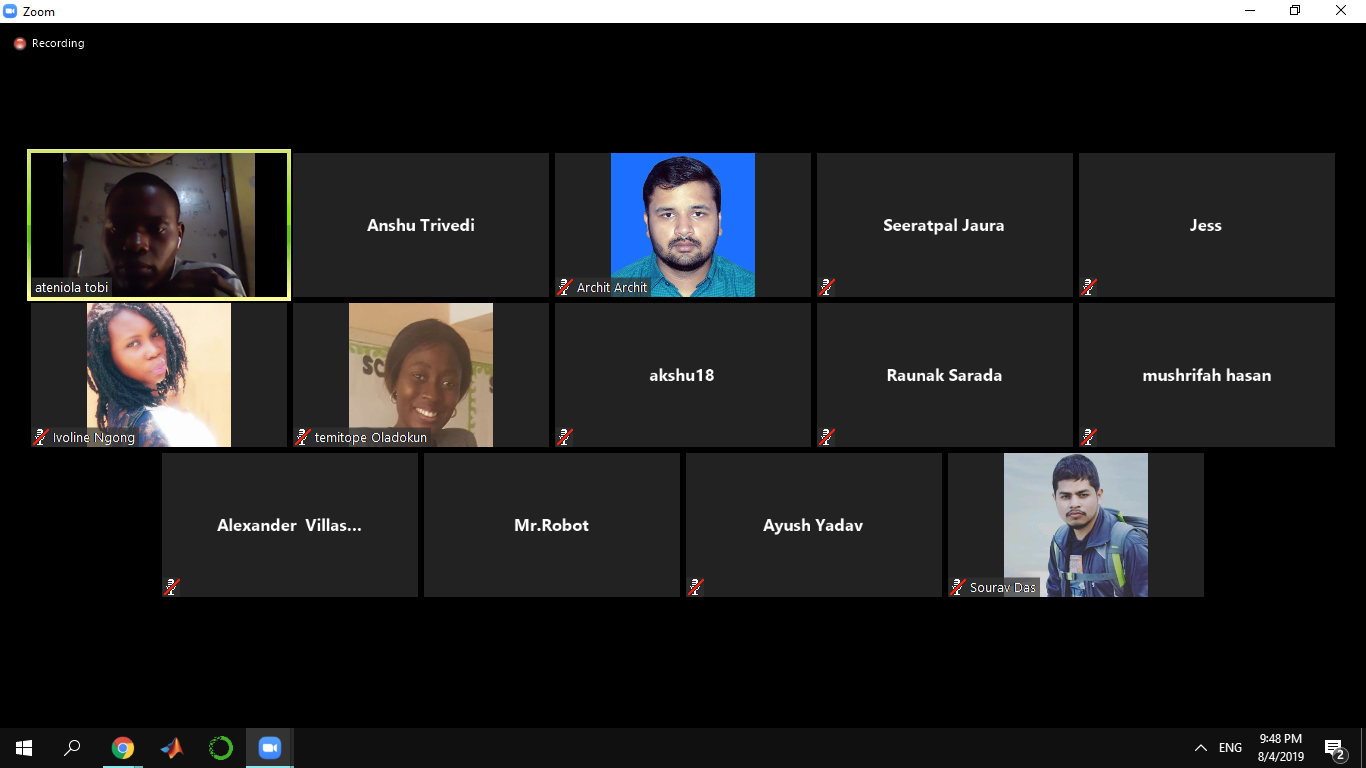 Zoom
Recording
ateniola tobi
Anshu Trivedi
Archit Archit
Seeratpal Jaura
Jess
Ivoline Ngong
temitope Oladokun
akshu18
Raunak Sarada
mushrifah hasan
Alexander Villas...
Mr.Robot
Ayush Yadav
Sourav Das
ENG
9:48 PM
8/4/2019
2